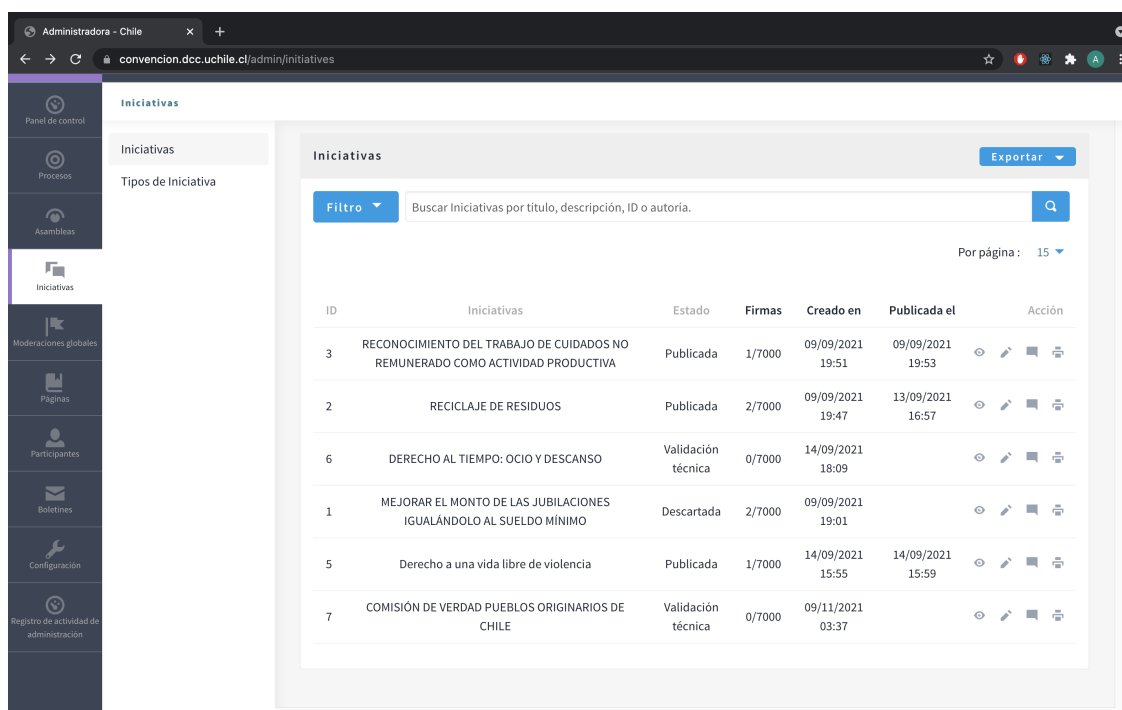 Administradora – Chile
convencion.dcc.uchile.cl/admin/initiatives
A
Panel de control
Procesos
Asambleas
Iniciativas
Moderaciones globales
Páginas
Participantes
Boletines
Configuración
Registro de actividad de
administración
Iniciativas
Iniciativas
Tipos de Iniciativa
Iniciativas
Exportar
Filtro
Buscar Iniciativas por título, descripción, ID o autoria.
Por página : 15
ID Iniciativas Estado Firmas Creado en Publicada el Acción
3 RECONOCIMIENTO DEL TRABAJO DE CUIDADOS NO
REMUNERADO COMO ACTIVIDAD PRODUCTIVA
Publicada 1/7000
09/09/2021
19:51
09/09/2021
19:53
2 RECICLAJE DE RESIDUOS Publicada 2/7000
09/09/2021
19:47
13/09/2021
16:57
6 DERECHO AL TIEMPO: OCIO Y DESCANSO
Validación
técnica
0/7000
14/09/2021
18:09
1 MEJORAR EL MONTO DE LAS JUBILACIONES
IGUALÁNDOLO AL SUELDO MÍNIMO
Descartada 2/7000
09/09/2021
19:01
5 Derecho a una vida libre de violencia Publicada 1/7000
14/09/2021
15:55
14/09/2021
15:59
7 COMISIÓN DE VERDAD PUEBLOS ORIGINARIOS DE
CHILE
Validación
técnica
0/7000
09/11/2021
03:37